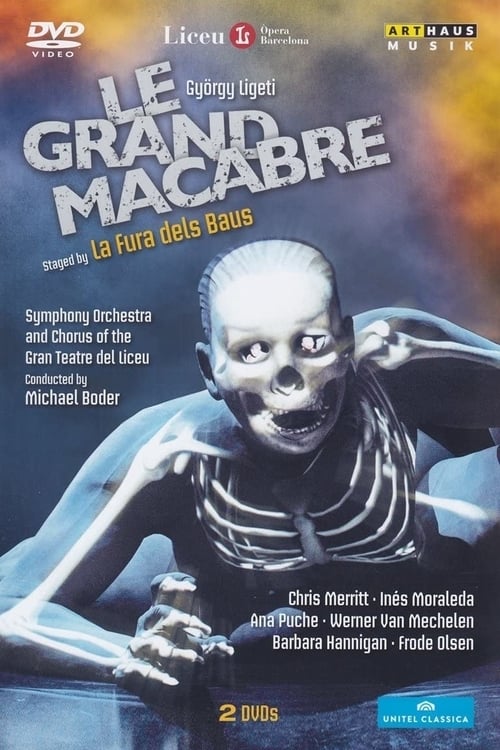 DVD
VIDEO
Liceu
Òpera
Barcelona
ARTHAUS
MUSIK
György Ligeti
LE
GRAND
MACABRE
Staged by La Fura dels Baus
Symphony Orchestra
and Chorus of the
Gran Teatre del Liceu
Conducted by
Michael Boder
Chris Merritt · Inés Moraleda
Ana Puche · Werner Van Mechelen
Barbara Hannigan · Frode Olsen
2 DVDs
UNITEL CLASSICA